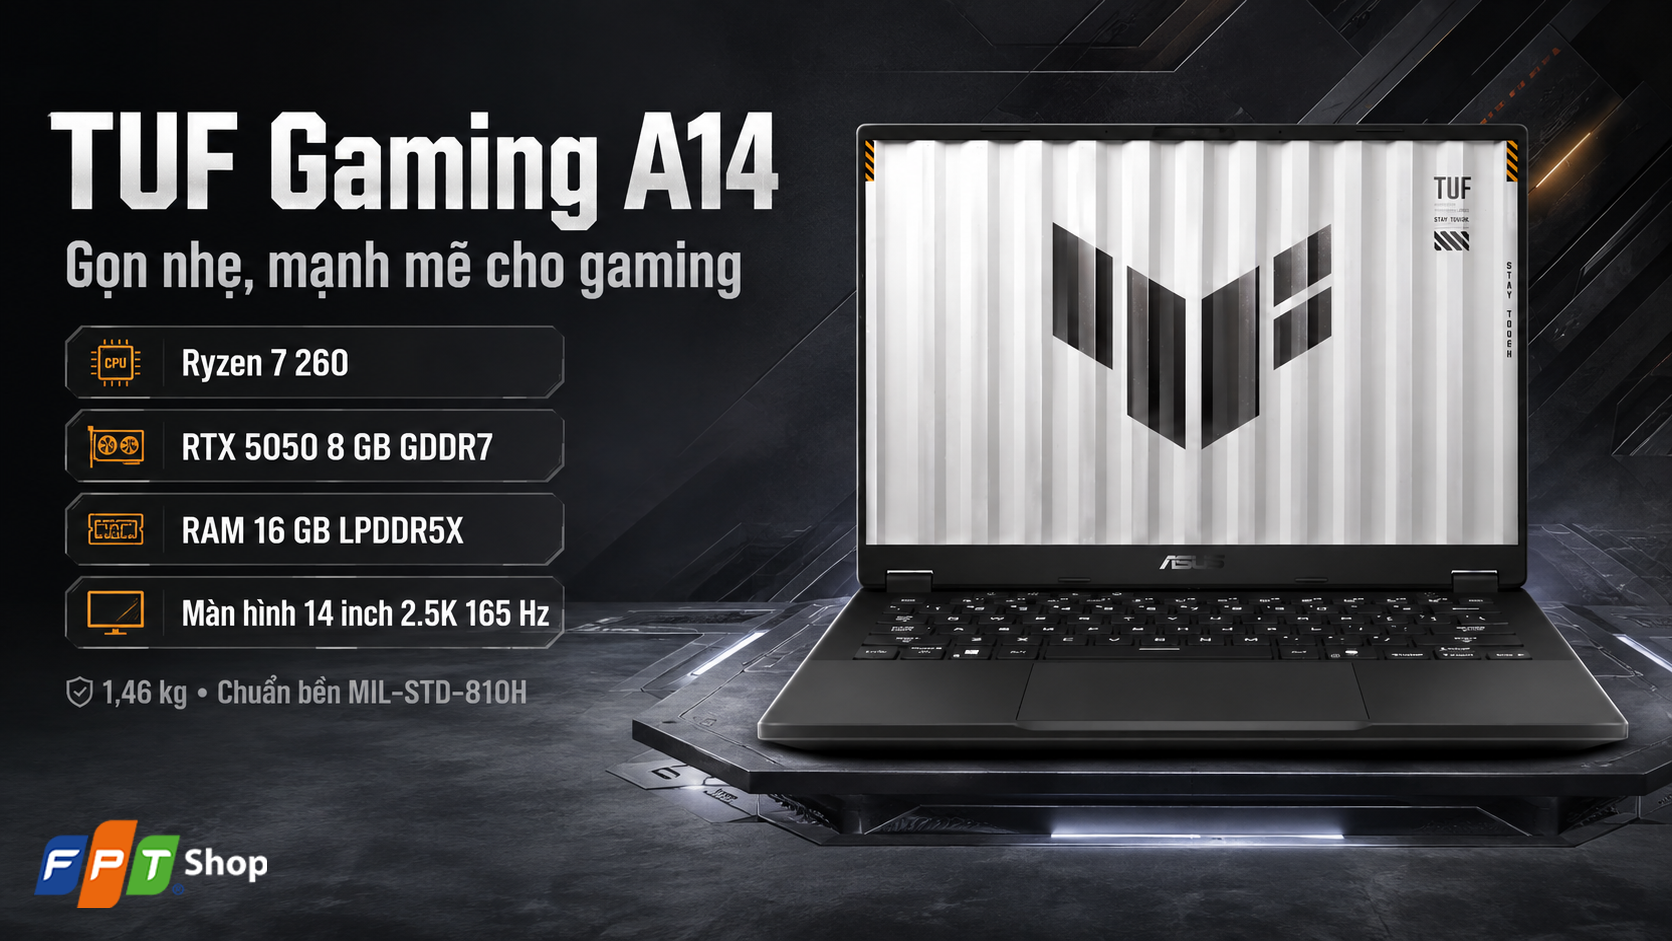 TUF Gaming A14
Gọn nhẹ, mạnh mẽ cho gaming
CPU
Ryzen 7 260
RTX 5050 8 GB GDDR7
RAM 16 GB LPDDR5X
Màn hình 14 inch 2.5K 165 Hz
1,46 kg • Chuẩn bền MIL-STD-810H
FPT Shop
TUF
STAY TOUGH
STAY TOUGH
ASUS